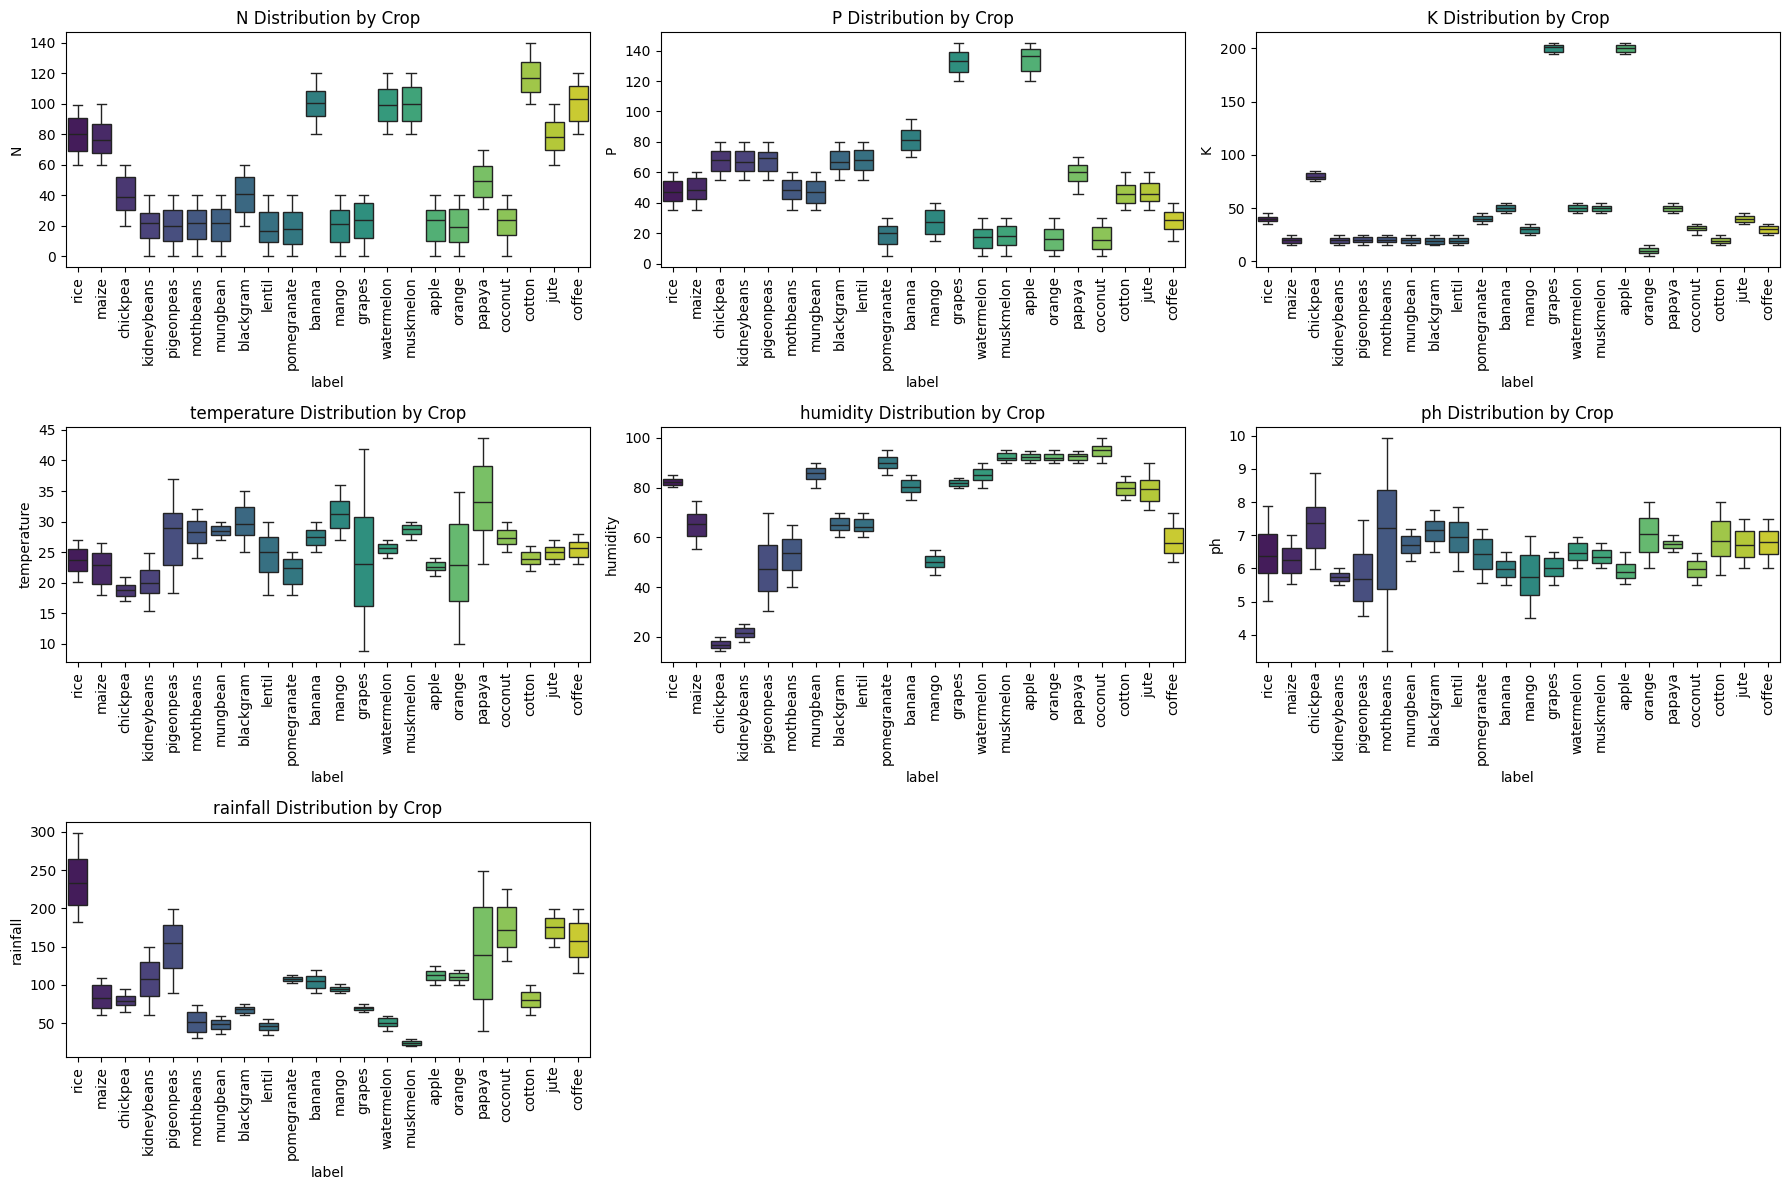 N Distribution by Crop
N
140
120
100
80
60
40
20
0
rice
maize
chickpea
kidneybeans
pigeonpeas
mothbeans
mungbean
blackgram
lentil
pomegranate
banana
mango
grapes
watermelon
muskmelon
apple
orange
papaya
coconut
cotton
jute
coffee
label
P Distribution by Crop
P
140
120
100
80
60
40
20
0
rice
maize
chickpea
kidneybeans
pigeonpeas
mothbeans
mungbean
blackgram
lentil
pomegranate
banana
mango
grapes
watermelon
muskmelon
apple
orange
papaya
coconut
cotton
jute
coffee
label
K Distribution by Crop
K
200
150
100
50
0
rice
maize
chickpea
kidneybeans
pigeonpeas
mothbeans
mungbean
blackgram
lentil
pomegranate
banana
mango
grapes
watermelon
muskmelon
apple
orange
papaya
coconut
cotton
jute
coffee
label
temperature Distribution by Crop
temperature
45
40
35
30
25
20
15
10
rice
maize
chickpea
kidneybeans
pigeonpeas
mothbeans
mungbean
blackgram
lentil
pomegranate
banana
mango
grapes
watermelon
muskmelon
apple
orange
papaya
coconut
cotton
jute
coffee
label
humidity Distribution by Crop
humidity
100
80
60
40
20
rice
maize
chickpea
kidneybeans
pigeonpeas
mothbeans
mungbean
blackgram
lentil
pomegranate
banana
mango
grapes
watermelon
muskmelon
apple
orange
papaya
coconut
cotton
jute
coffee
label
ph Distribution by Crop
ph
10
9
8
7
6
5
4
rice
maize
chickpea
kidneybeans
pigeonpeas
mothbeans
mungbean
blackgram
lentil
pomegranate
banana
mango
grapes
watermelon
muskmelon
apple
orange
papaya
coconut
cotton
jute
coffee
label
rainfall Distribution by Crop
rainfall
300
250
200
150
100
50
rice
maize
chickpea
kidneybeans
pigeonpeas
mothbeans
mungbean
blackgram
lentil
pomegranate
banana
mango
grapes
watermelon
muskmelon
apple
orange
papaya
coconut
cotton
jute
coffee
label